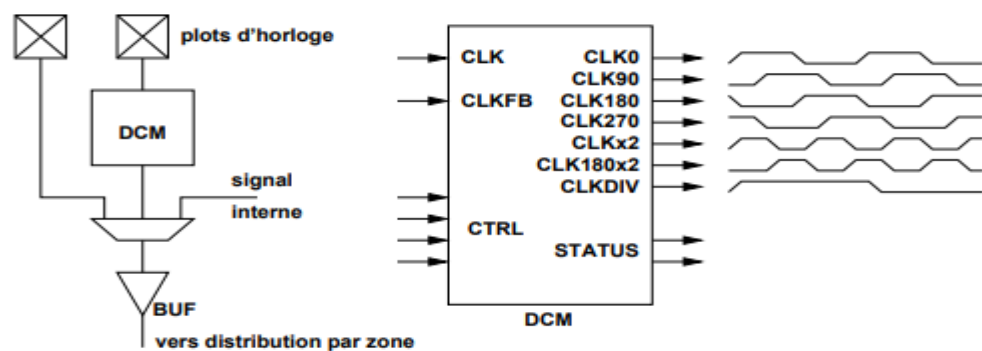 plots d'horloge
DCM
signal
interne
BUF
vers distribution par zone
CLK
CLKFB
CTRL
CLK0
CLK90
CLK180
CLK270
CLKx2
CLK180x2
CLKDIV
STATUS
DCM